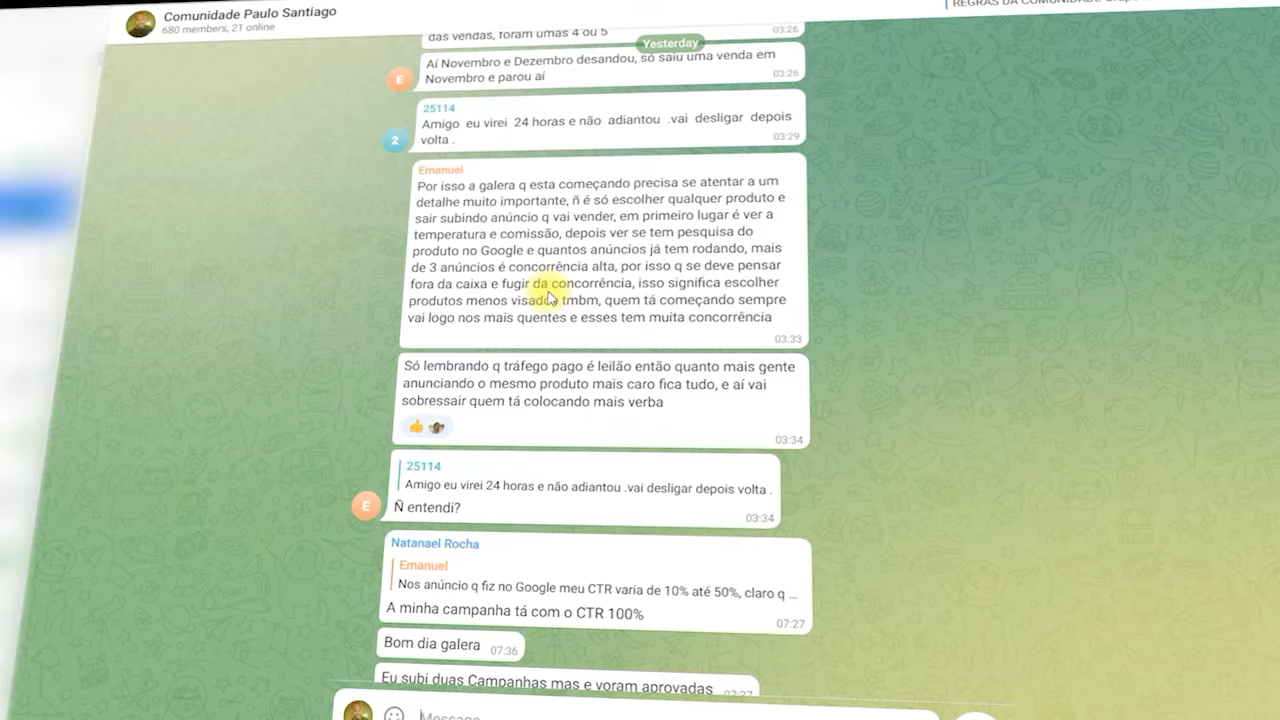 Comunidade Paulo Santiago
680 members, 21 online
REGRAS DA COMUNIDADE
das vendas, foram umas 4 ou 5
03:26
Yesterday
E
Aí Novembro e Dezembro desandou, só saiu uma venda em
Novembro e parou aí
03:26
25114
2
Amigo eu virei 24 horas e não adiantou .vai desligar depois
volta .
03:29
Emanuel
Por isso a galera q esta começando precisa se atentar a um
detalhe muito importante, ñ é só escolher qualquer produto e
sair subindo anúncio q vai vender, em primeiro lugar é ver a
temperatura e comissão, depois ver se tem pesquisa do
produto no Google e quantos anúncios já tem rodando, mais
de 3 anúncios é concorrência alta, por isso q se deve pensar
fora da caixa e fugir da concorrência, isso significa escolher
produtos menos visados tmbm, quem tá começando sempre
vai logo nos mais quentes e esses tem muita concorrência
03:33
Só lembrando q tráfego pago é leilão então quanto mais gente
anunciando o mesmo produto mais caro fica tudo, e aí vai
sobressair quem tá colocando mais verba
03:34
25114
Amigo eu virei 24 horas e não adiantou .vai desligar depois volta .
E
Ñ entendi?
03:34
Natanael Rocha
Emanuel
Nos anúncio q fiz no Google meu CTR varia de 10% até 50%, claro q ...
A minha campanha tá com o CTR 100%
07:27
Bom dia galera
07:36
Eu subi duas Campanhas mas e voram aprovadas
Message